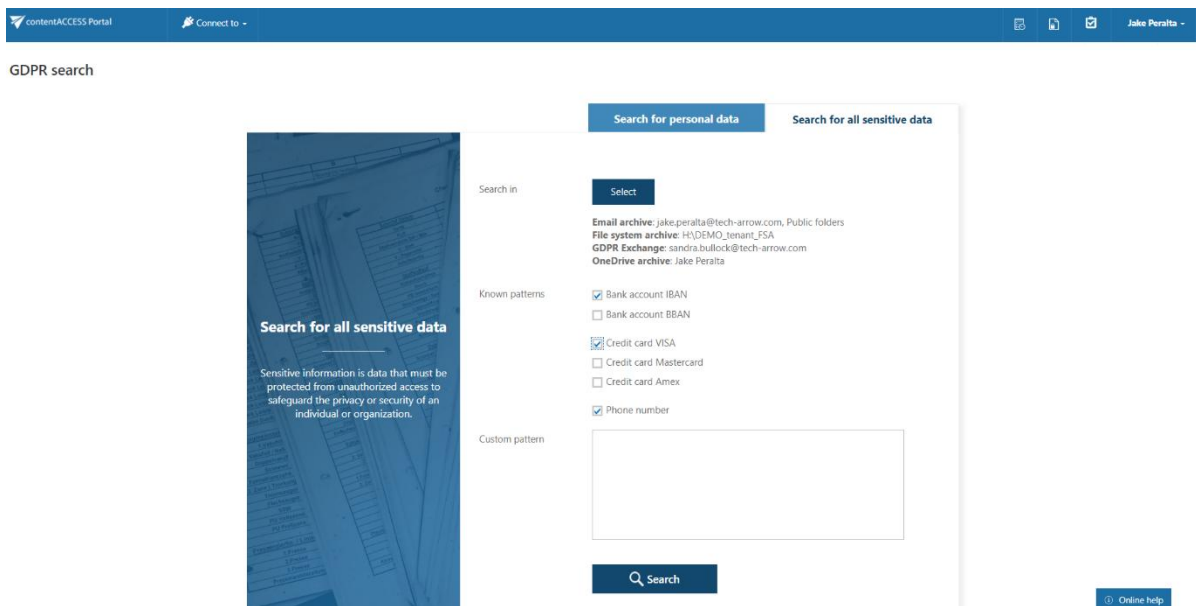 contentACCESS Portal
Connect to
Jake Peralta
GDPR search
Search for personal data
Search for all sensitive data
Search in
Select
Email archive: jake.peralta@tech-arrow.com, Public folders
File system archive: H:\DEMO_tenant_FSA
GDPR Exchange: sandra.bullock@tech-arrow.com
OneDrive archive: Jake Peralta
Known patterns
Bank account IBAN
Bank account BBAN
Credit card VISA
Credit card Mastercard
Credit card Amex
Phone number
Search for all sensitive data
Sensitive information is data that must be
protected from unauthorized access to
safeguard the privacy or security of an
individual or organization.
Custom pattern
Search
Online help